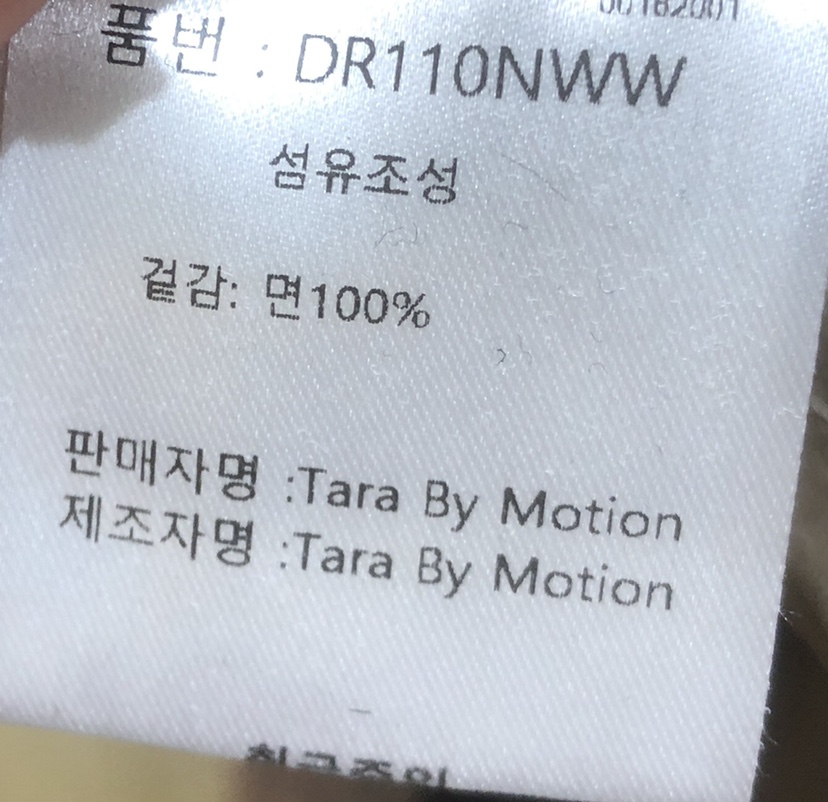 품번 : DR110NWW
섬유조성
겉감: 면100%
판매자명 :Tara By Motion
제조자명 :Tara By Motion